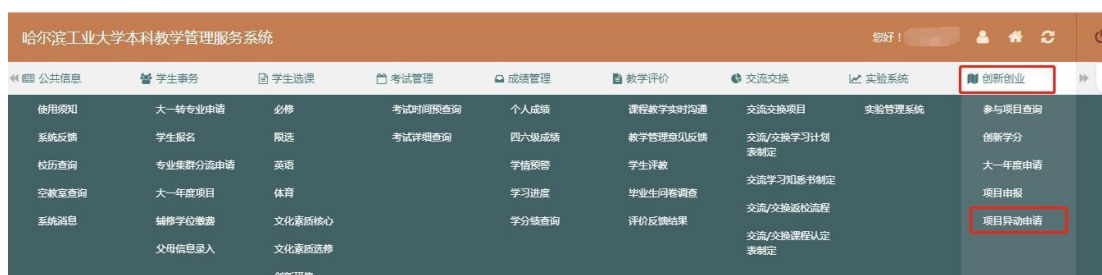 哈尔滨工业大学本科教学管理服务系统
您好！
公共信息
学生事务
学生选课
考试管理
成绩管理
教学评价
交流交换
实验系统
创新创业
使用须知
大一转专业申请
必修
考试时间预查询
个人成绩
课程教学实时沟通
交流交换项目
实验管理系统
参与项目查询
系统反馈
学生报名
限选
考试详细查询
四六级成绩
教学管理意见反馈
交流/交换学习计划
表制定
创新学分
校历查询
专业集群分流申请
英语
学情预警
学生评教
交流学习知悉书制定
大一年度申请
空教室查询
大一年度项目
体育
学习进度
毕业生问卷调查
交流/交换返校流程
项目申报
系统消息
辅修学位缴费
文化素质核心
学分绩查询
评价反馈结果
交流/交换课程认定
表制定
项目异动申请
父母信息录入
文化素质选修